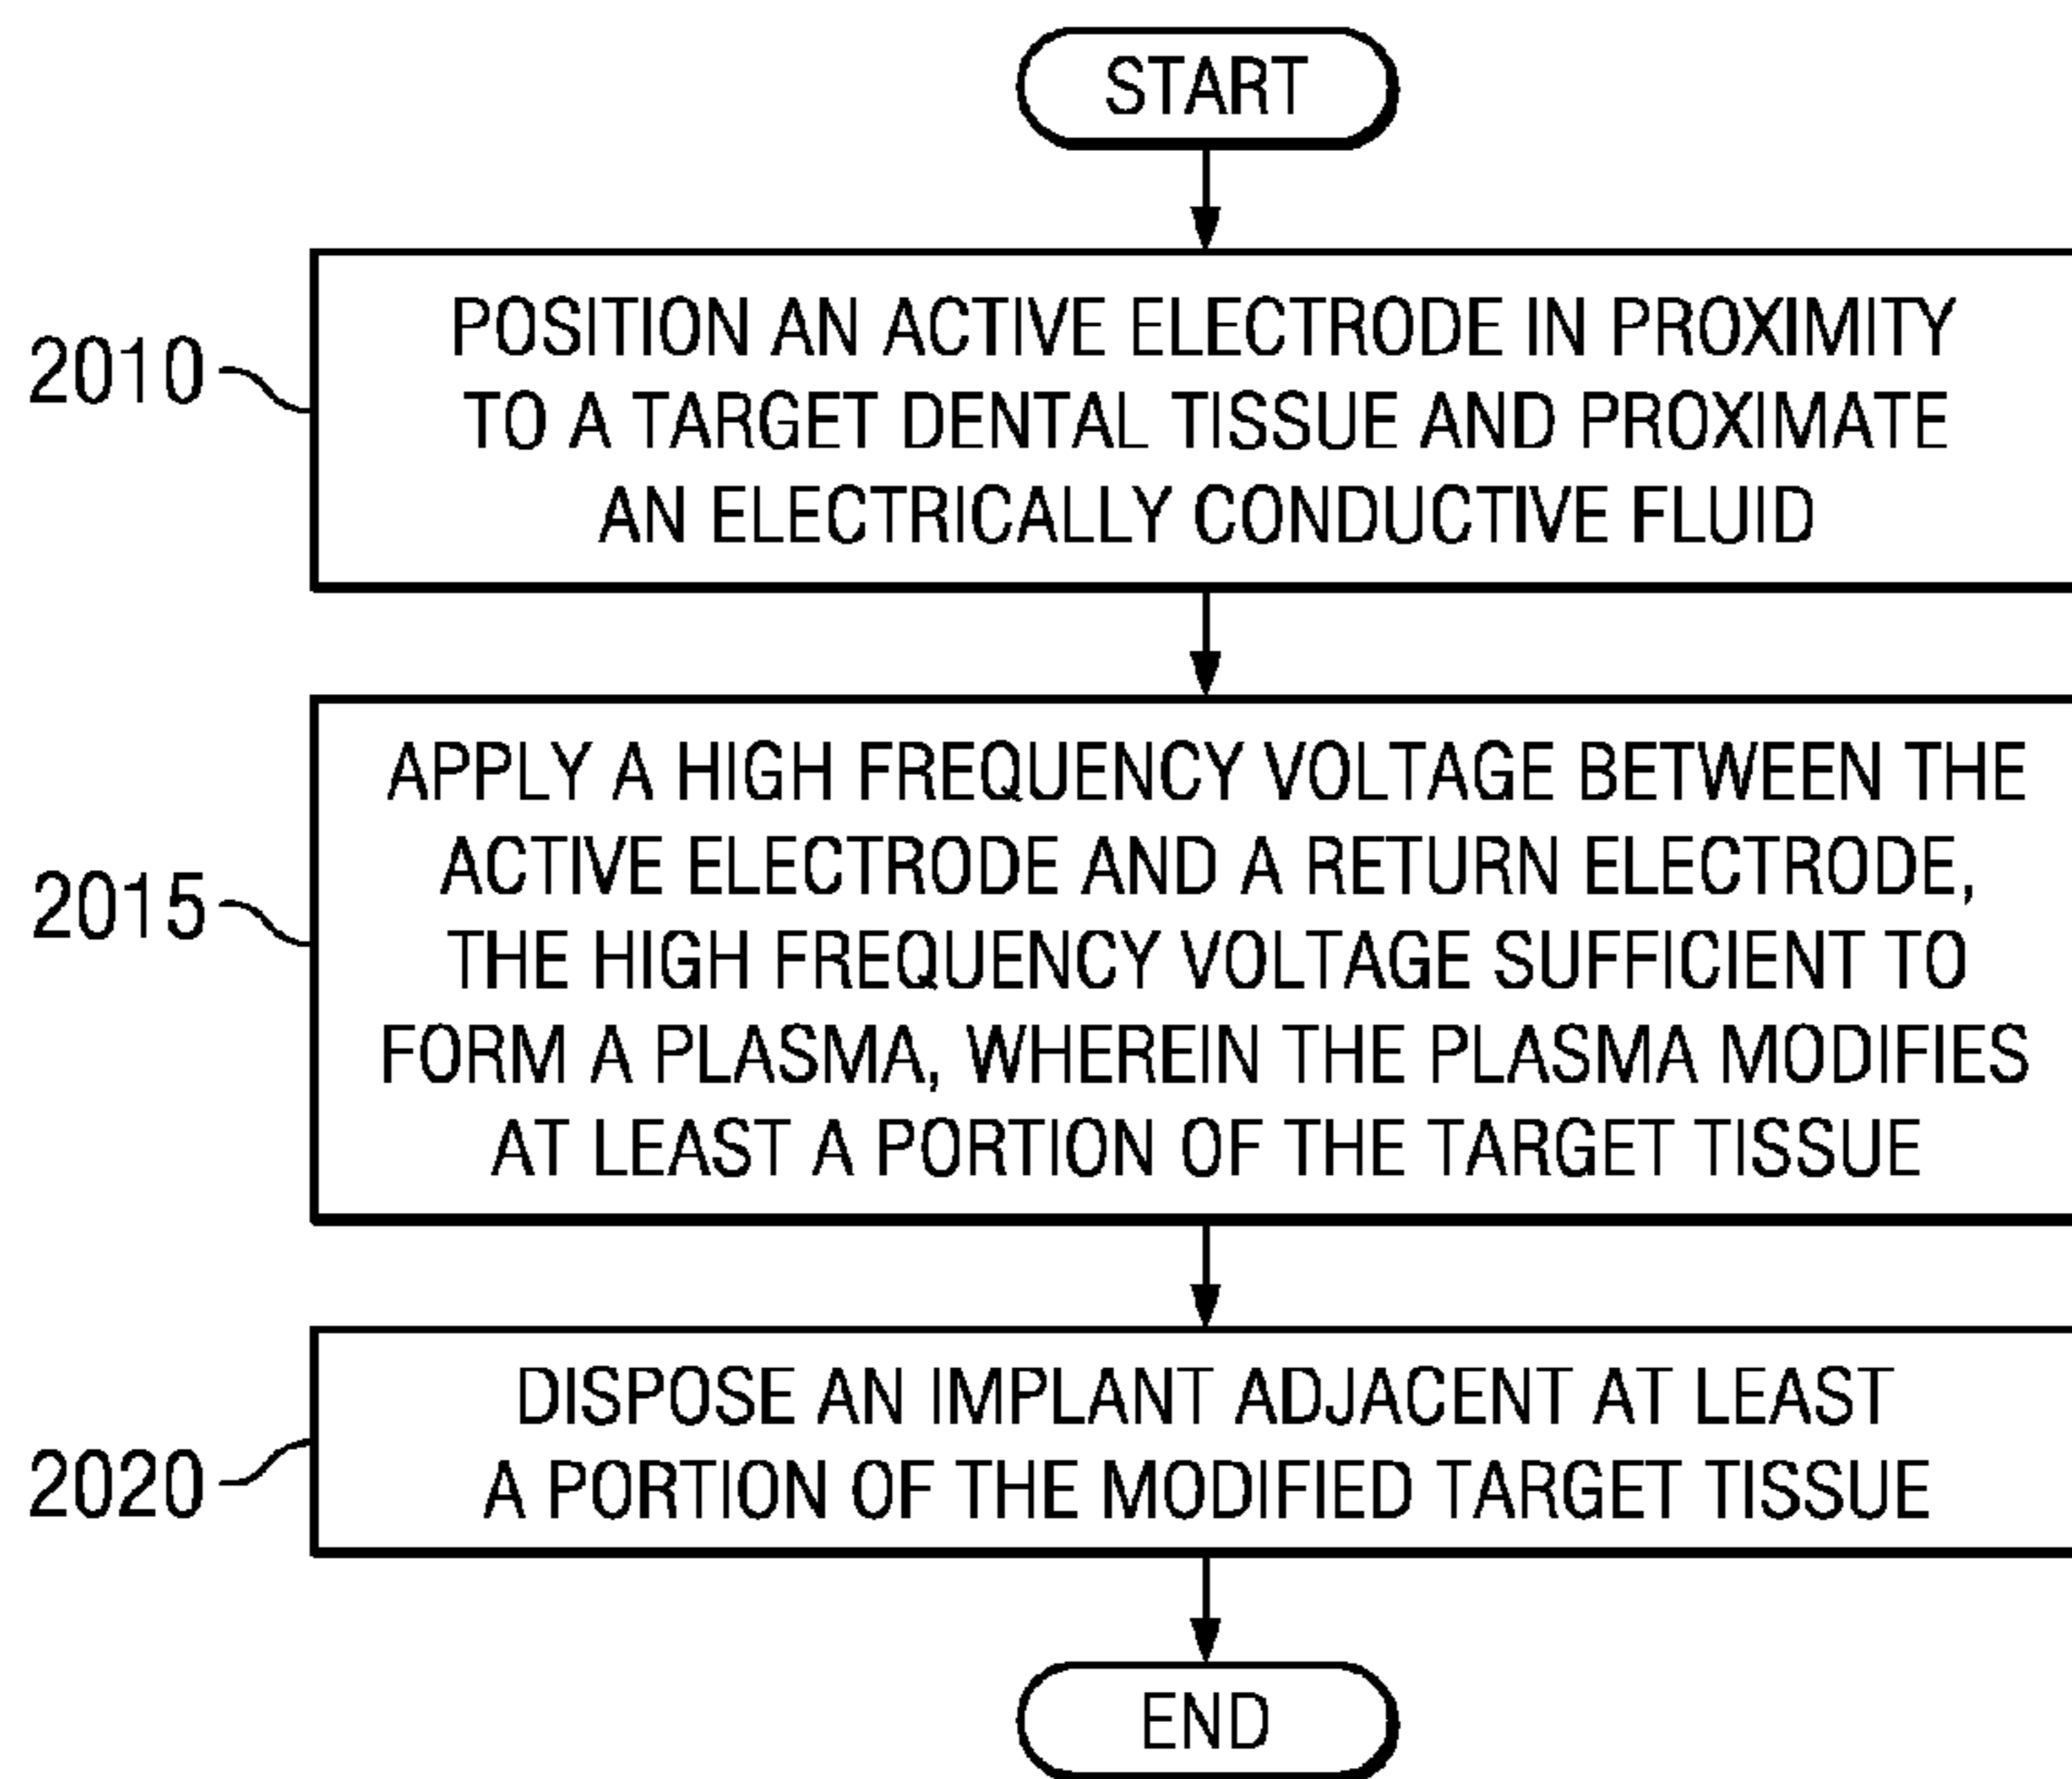 START
2010
POSITION AN ACTIVE ELECTRODE IN PROXIMITY
TO A TARGET DENTAL TISSUE AND PROXIMATE
AN ELECTRICALLY CONDUCTIVE FLUID
2015
APPLY A HIGH FREQUENCY VOLTAGE BETWEEN THE
ACTIVE ELECTRODE AND A RETURN ELECTRODE,
THE HIGH FREQUENCY VOLTAGE SUFFICIENT TO
FORM A PLASMA, WHEREIN THE PLASMA MODIFIES
AT LEAST A PORTION OF THE TARGET TISSUE
2020
DISPOSE AN IMPLANT ADJACENT AT LEAST
A PORTION OF THE MODIFIED TARGET TISSUE
END